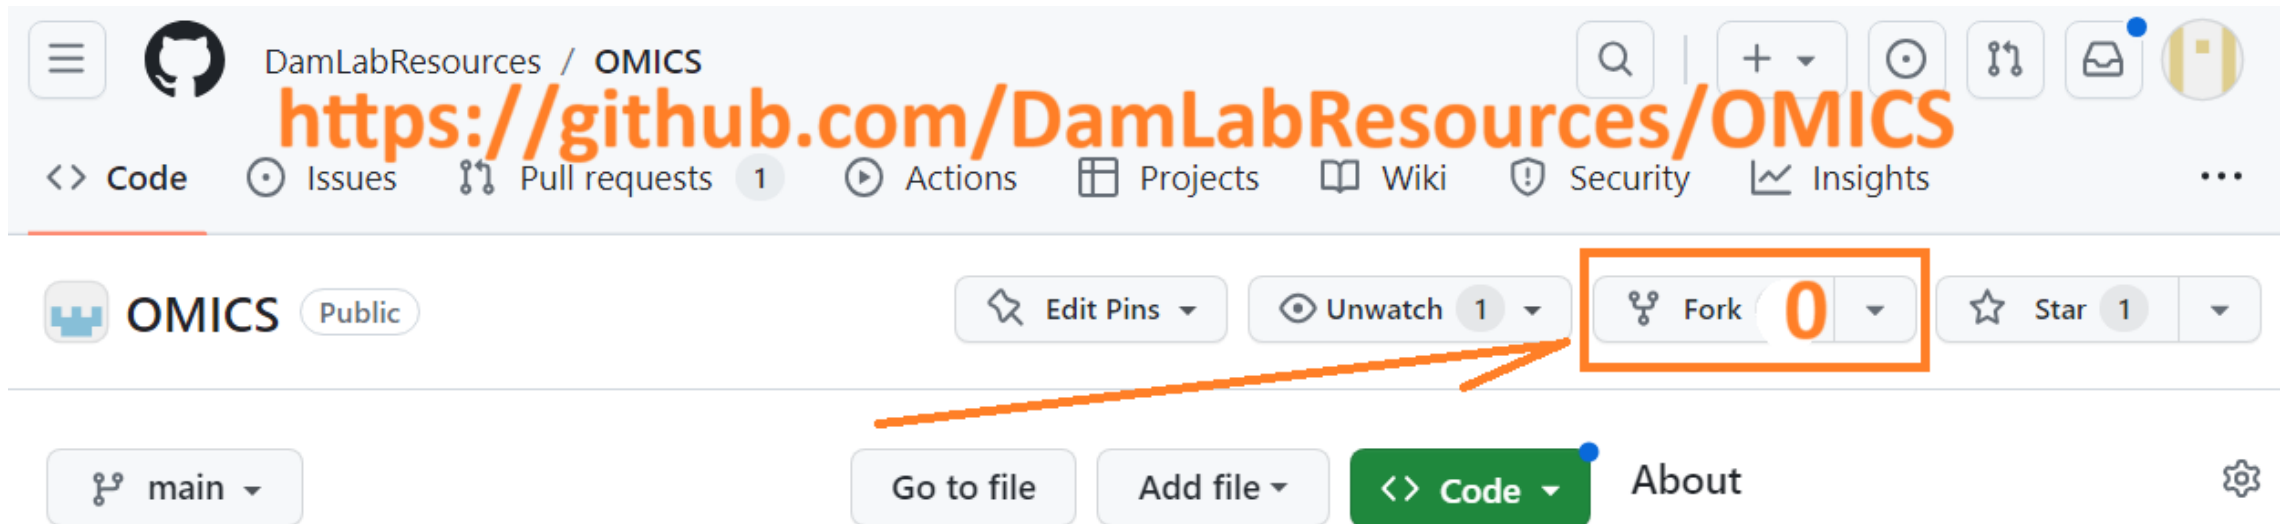 DamLabResources / OMICS
https://github.com/DamLabResources/OMICS
Code Issues Pull requests 1 Actions Projects Wiki Security Insights
OMICS Public Edit Pins Unwatch 1 Fork 0 Star 1
main Go to file Add file Code About